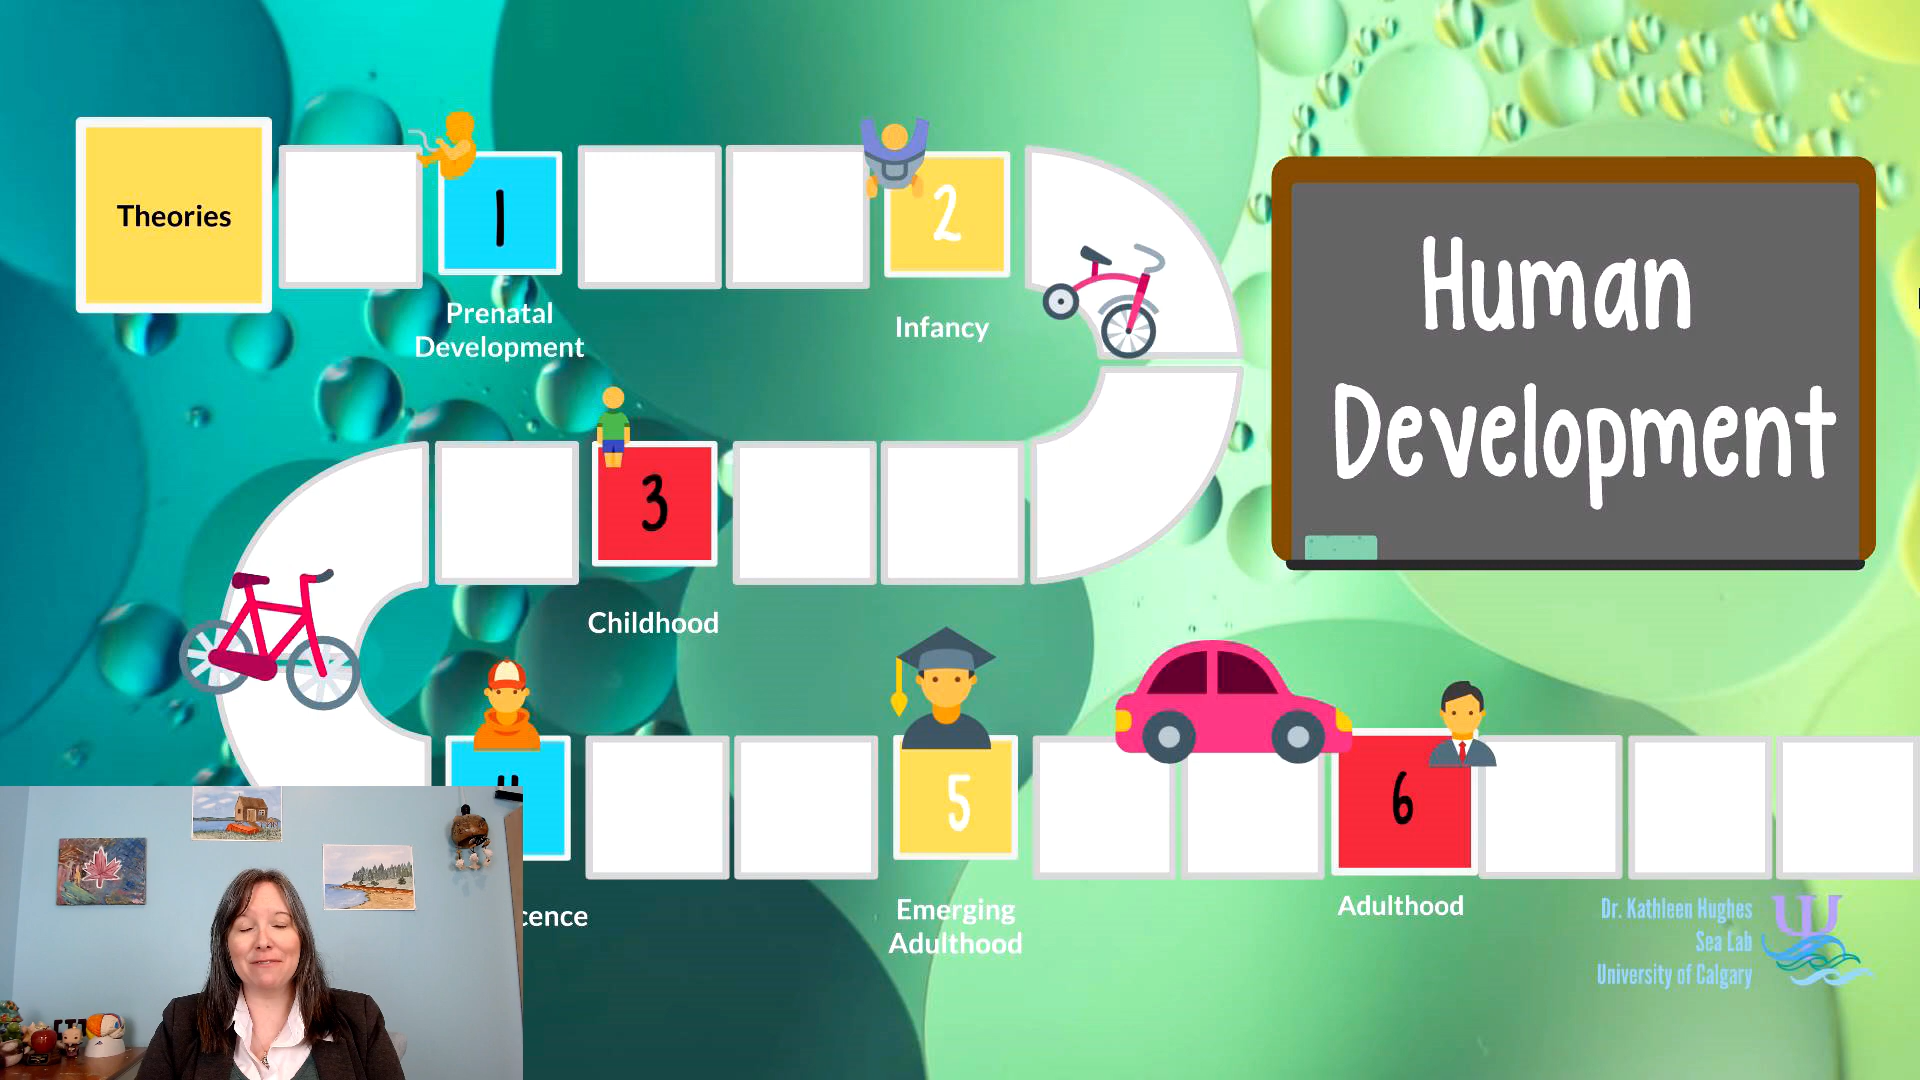 Theories
1
2
Prenatal
Development
Infancy
Human
Development
3
Childhood
5
6
cence
Emerging
Adulthood
Adulthood
Dr. Kathleen Hughes
Sea Lab
University of Calgary